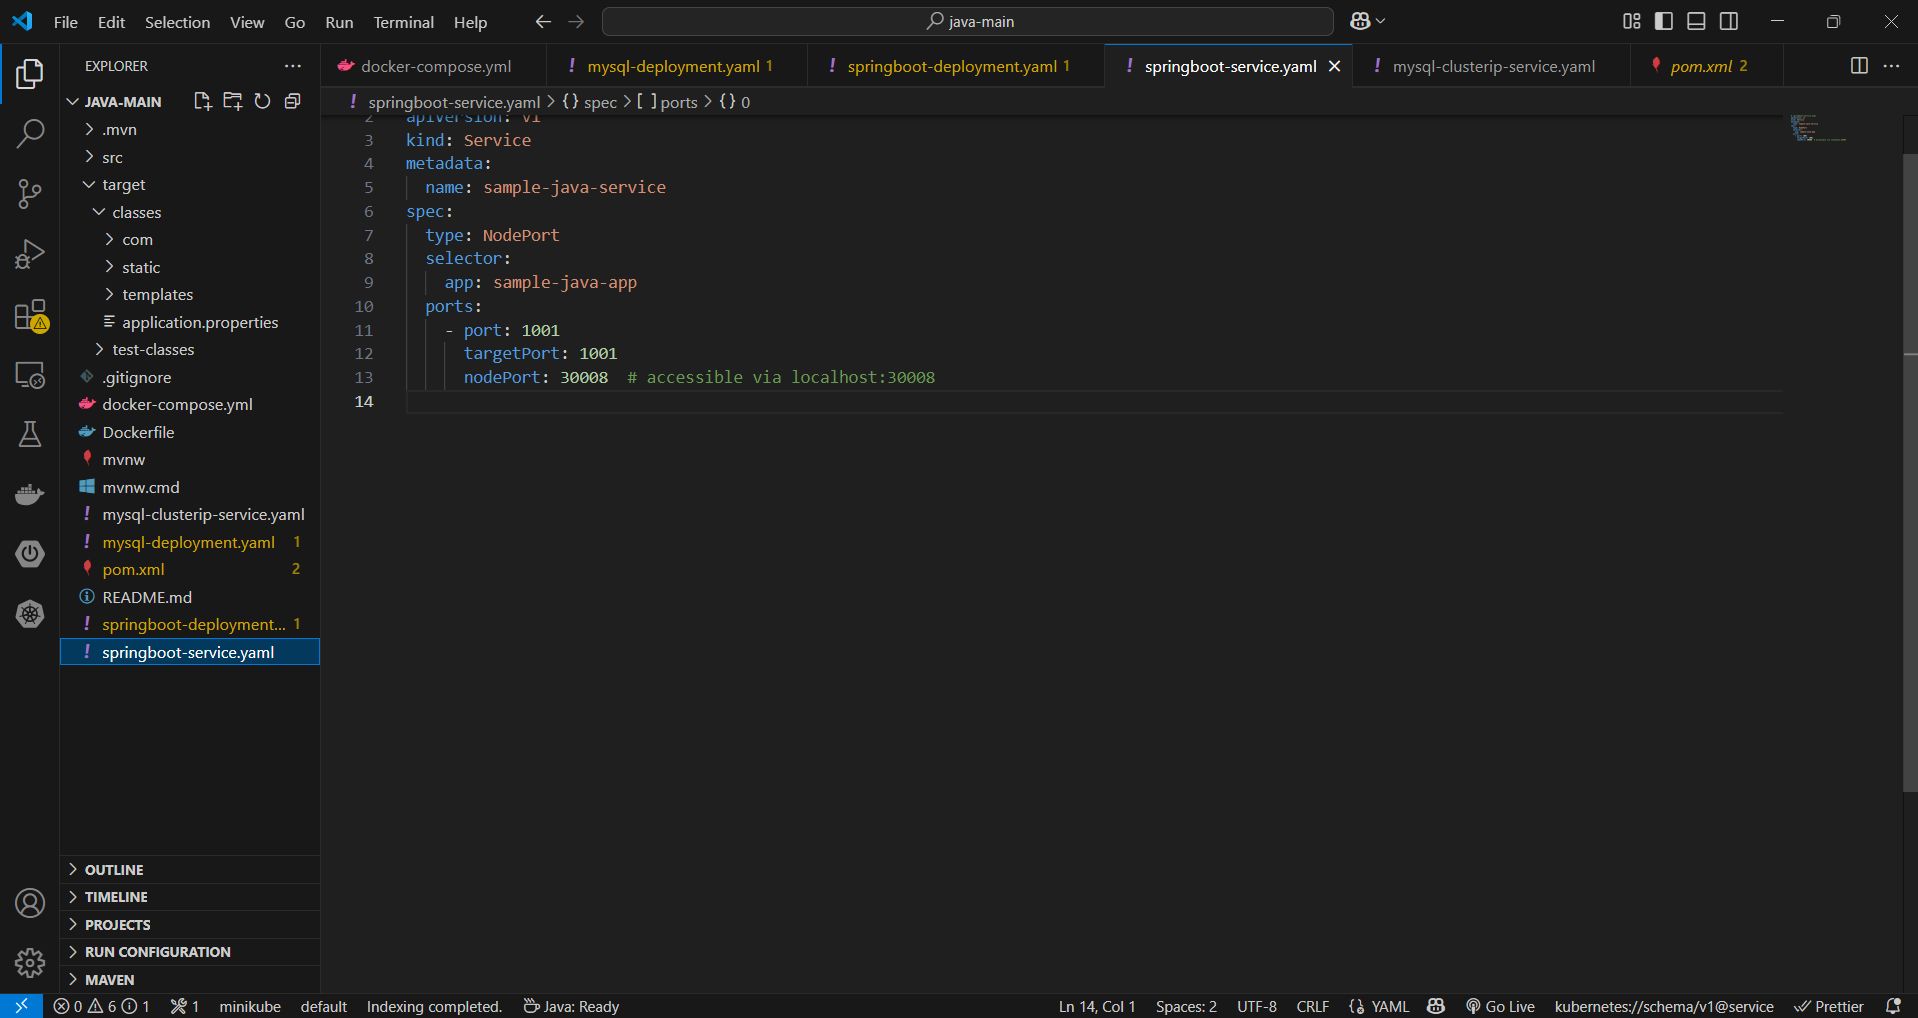 File Edit Selection View Go Run Terminal Help java-main
EXPLORER
JAVA-MAIN
.mvn
src
target
classes
com
static
templates
application.properties
test-classes
.gitignore
docker-compose.yml
Dockerfile
mvnw
mvnw.cmd
mysql-clusterip-service.yaml
mysql-deployment.yaml 1
pom.xml 2
README.md
springboot-deployment... 1
springboot-service.yaml
OUTLINE
TIMELINE
PROJECTS
RUN CONFIGURATION
MAVEN
docker-compose.yml mysql-deployment.yaml 1 springboot-deployment.yaml 1 springboot-service.yaml mysql-clusterip-service.yaml pom.xml 2
springboot-service.yaml > {} spec > [ ] ports > {} 0
2 apiVersion: v1
3 kind: Service
4 metadata:
5 name: sample-java-service
6 spec:
7 type: NodePort
8 selector:
9 app: sample-java-app
10 ports:
11 - port: 1001
12 targetPort: 1001
13 nodePort: 30008 # accessible via localhost:30008
14
0 6 1 1 minikube default Indexing completed. Java: Ready Ln 14, Col 1 Spaces: 2 UTF-8 CRLF {} YAML Go Live kubernetes://schema/v1@service Prettier